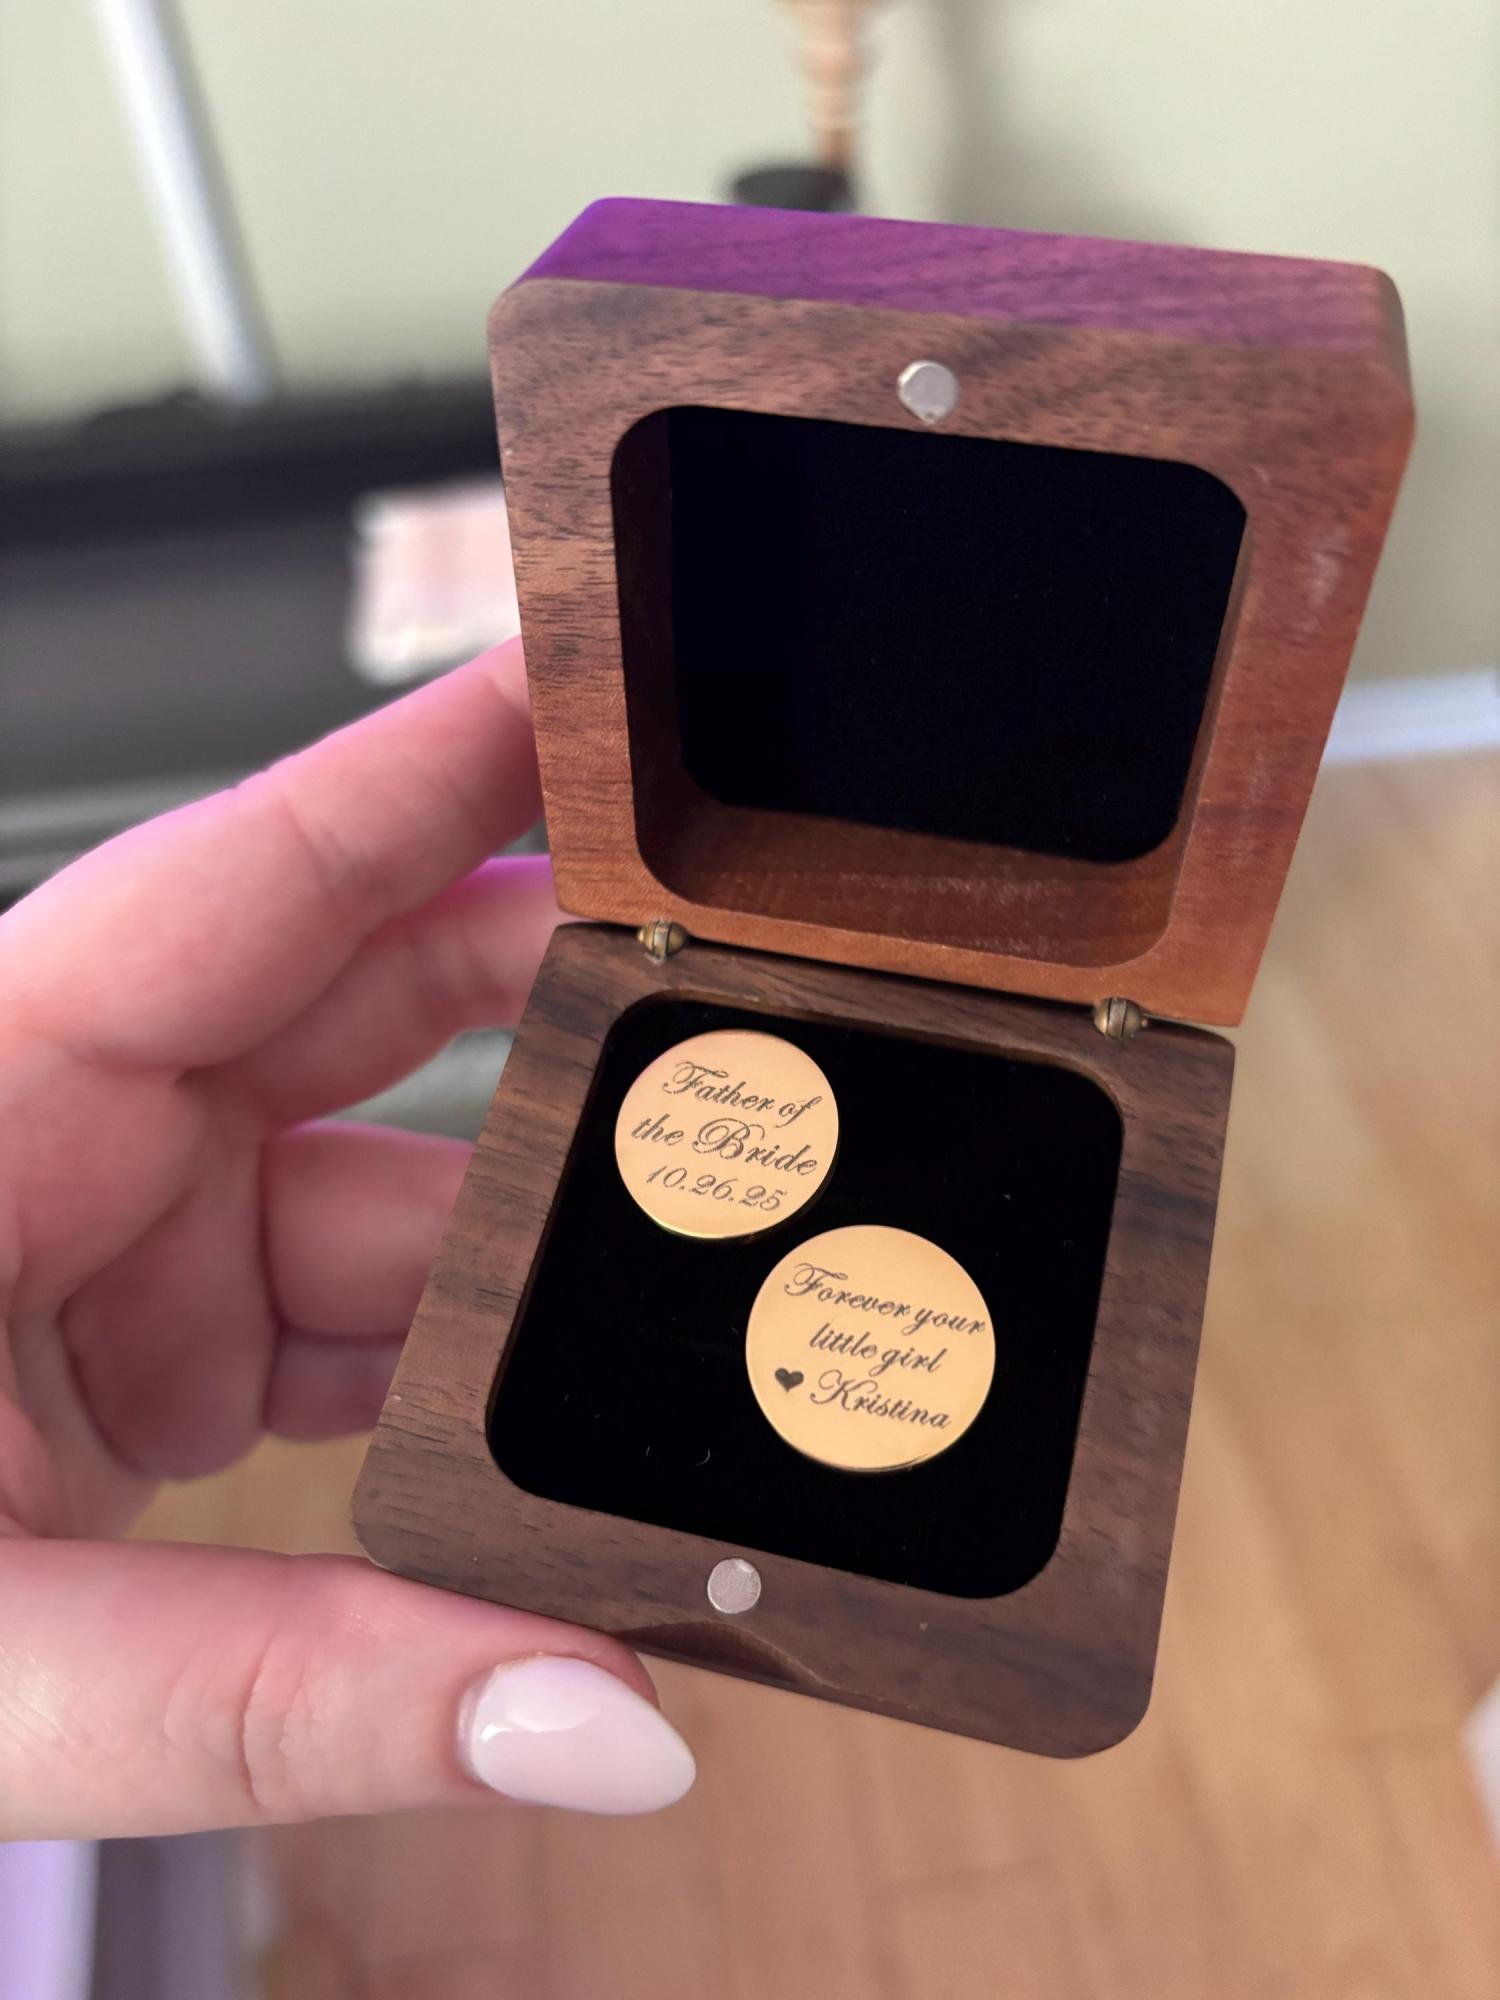 Father of
the Bride
10.26.25
Forever your
little girl
♥ Kristina